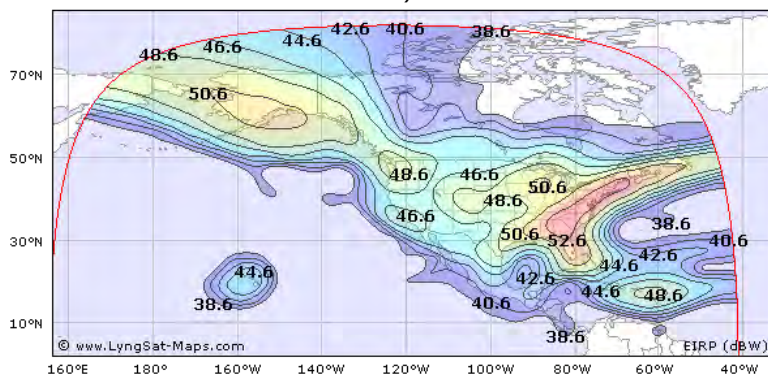 42.6 40.6 38.6
48.6 46.6 44.6
70°N
50.6
50°N
48.6 46.6 50.6
48.6
46.6
38.6
30°N 50.6 52.6 40.6
42.6
44.6 42.6 44.6
44.6 48.6
38.6 40.6
10°N
38.6
© www.LyngSat-Maps.com EIRP (dBW)
160°E 160°W 140°W 120°W 100°W 80°W 60°W 40°W